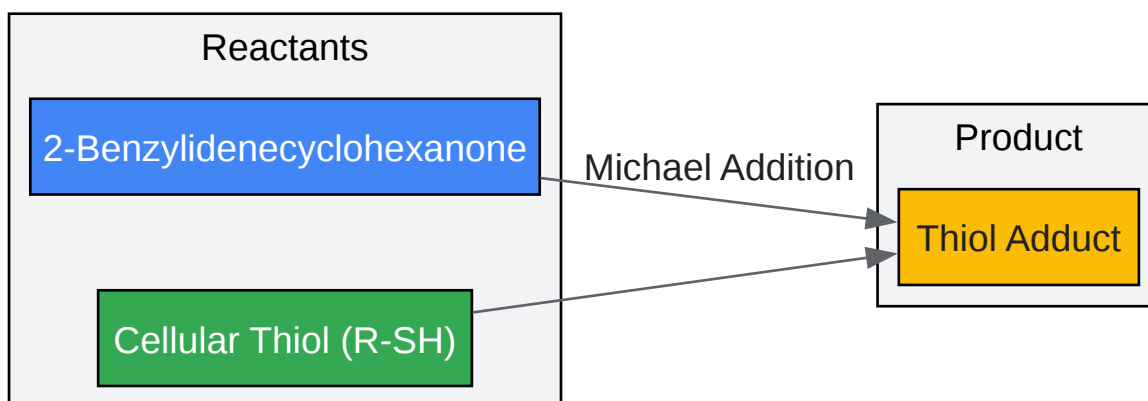 Reactants
2-Benzylidenecyclohexanone
Cellular Thiol (R-SH)
Michael Addition
Product
Thiol Adduct